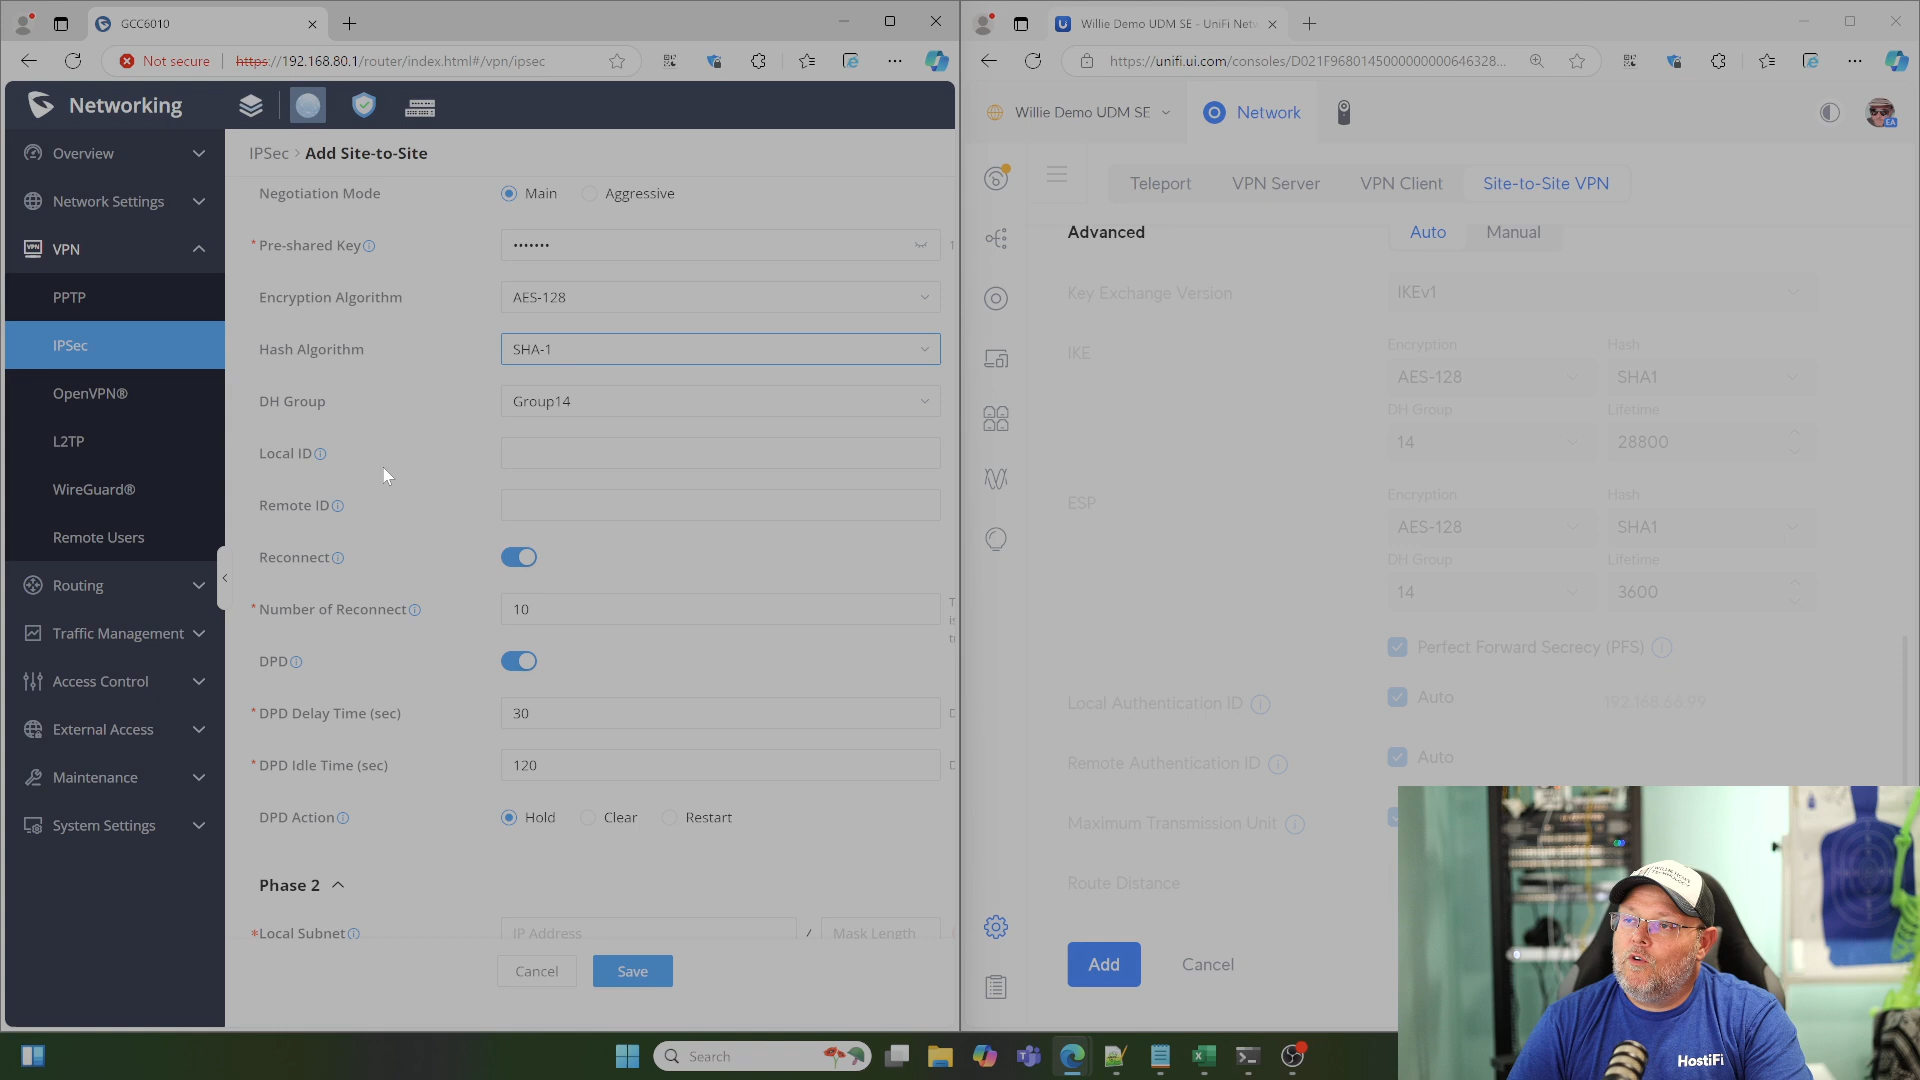 GCC6010
Not secure
https://192.168.80.1/router/index.html#/vpn/ipsec
Networking
Overview
Network Settings
VPN
PPTP
IPSec
OpenVPN®
L2TP
WireGuard®
Remote Users
Routing
Traffic Management
Access Control
External Access
Maintenance
System Settings
IPSec > Add Site-to-Site
Negotiation Mode
Main
Aggressive
*Pre-shared Key
•••••••
Encryption Algorithm
AES-128
Hash Algorithm
SHA-1
DH Group
Group14
Local ID
Remote ID
Reconnect
*Number of Reconnect
10
DPD
*DPD Delay Time (sec)
30
*DPD Idle Time (sec)
120
DPD Action
Hold
Clear
Restart
Phase 2
*Local Subnet
IP Address
/
Mask Length
Cancel
Save
Willie Demo UDM SE - UniFi Netw
https://unifi.ui.com/consoles/D021F9680145000000000646328...
Willie Demo UDM SE
Network
EA
Teleport
VPN Server
VPN Client
Site-to-Site VPN
Advanced
Auto
Manual
Key Exchange Version
IKEv1
IKE
Encryption
Hash
AES-128
SHA1
DH Group
Lifetime
14
28800
ESP
Encryption
Hash
AES-128
SHA1
DH Group
Lifetime
14
3600
Perfect Forward Secrecy (PFS)
Local Authentication ID
Auto
192.168.66.99
Remote Authentication ID
Auto
Maximum Transmission Unit
Route Distance
Add
Cancel
HostiFi
Search